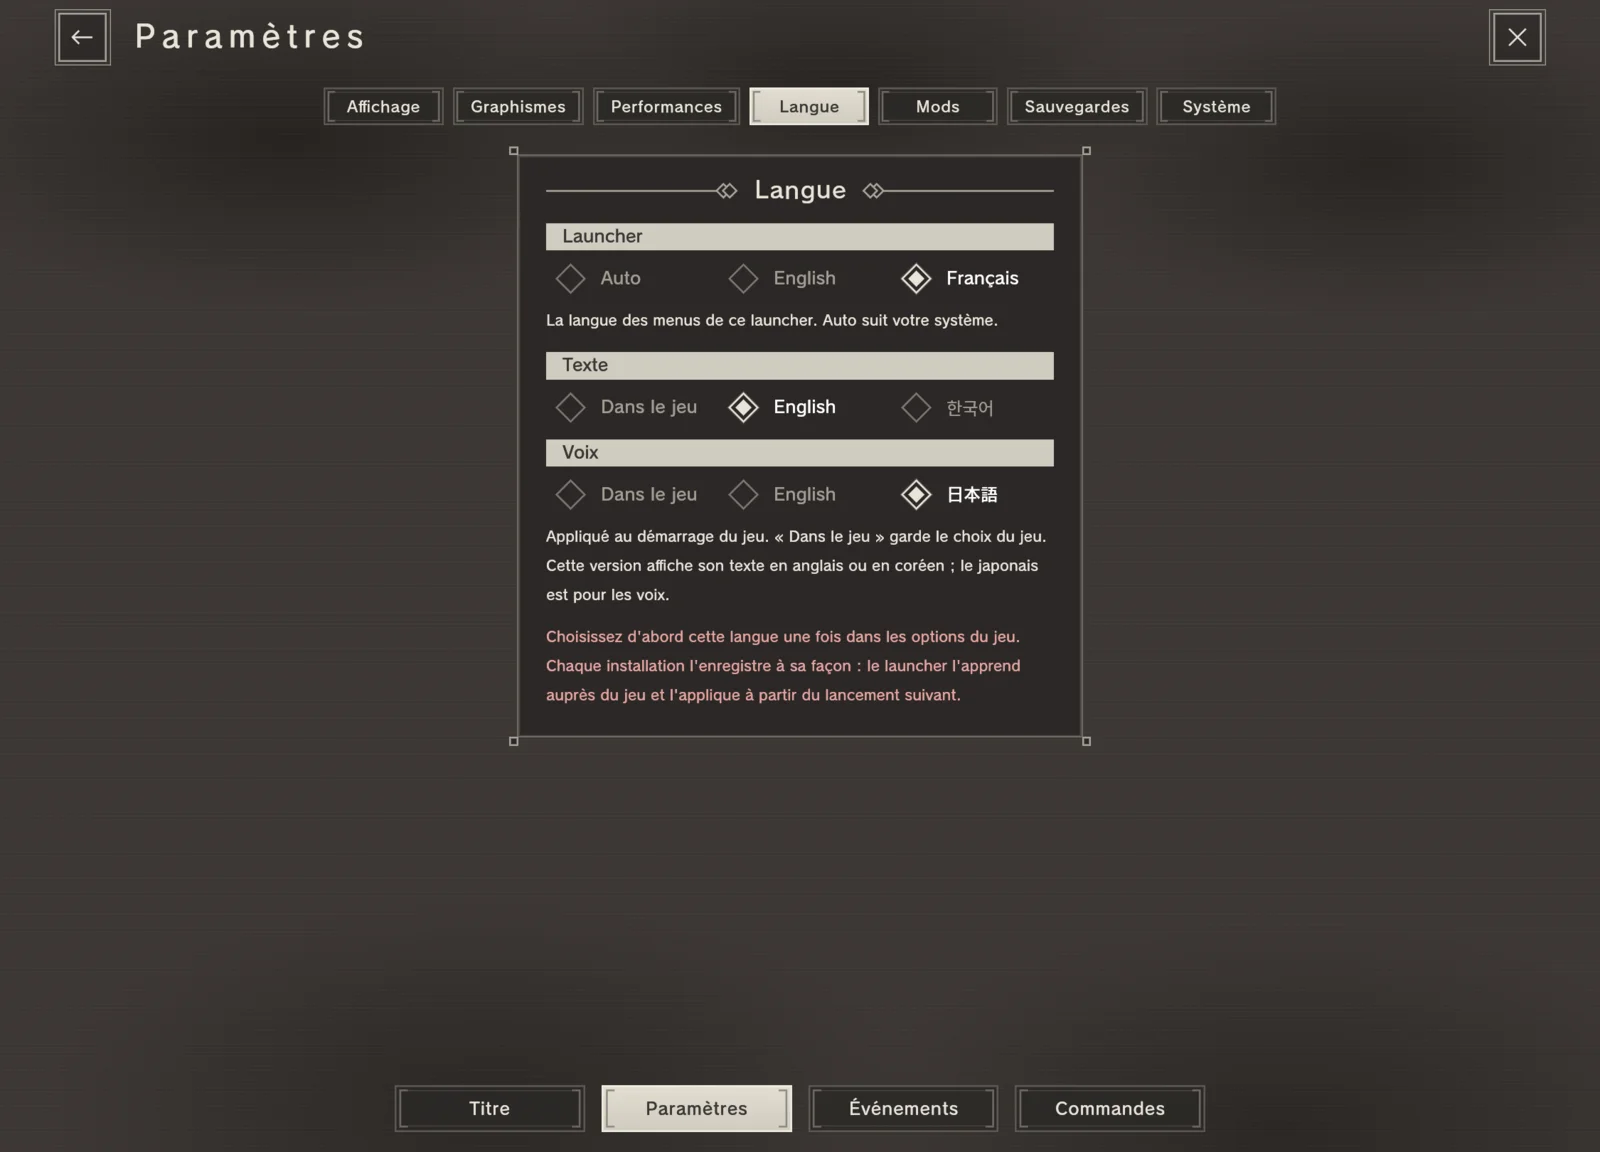 Paramètres
Affichage
Graphismes
Performances
Langue
Mods
Sauvegardes
Système
Langue
Launcher
Auto
English
Français
La langue des menus de ce launcher. Auto suit votre système.
Texte
Dans le jeu
English
한국어
Voix
Dans le jeu
English
日本語
Appliqué au démarrage du jeu. « Dans le jeu » garde le choix du jeu.
Cette version affiche son texte en anglais ou en coréen ; le japonais
est pour les voix.
Choisissez d'abord cette langue une fois dans les options du jeu.
Chaque installation l'enregistre à sa façon : le launcher l'apprend
auprès du jeu et l'applique à partir du lancement suivant.
Titre
Paramètres
Événements
Commandes